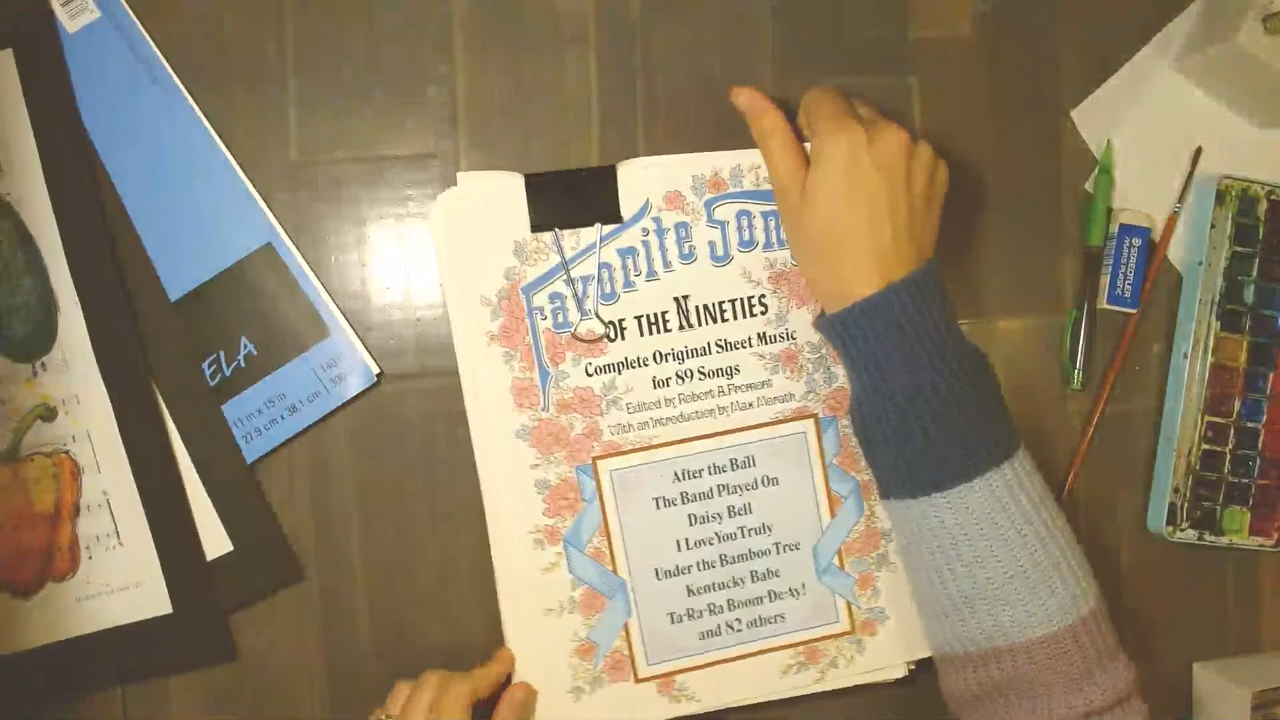 Favorite Son
OF THE NINETIES
Complete Original Sheet Music
for 89 Songs
Edited by Robert A. Fremont
With an Introduction by Max Morath
After the Ball
The Band Played On
Daisy Bell
I Love You Truly
Under the Bamboo Tree
Kentucky Babe
Ta-Ra-Ra Boom-De-Ay!
and 82 others
ELA
11 in x 15 in
27,9 cm x 38,1 cm
140
300
STAEDTLER
MARS PLASTIC